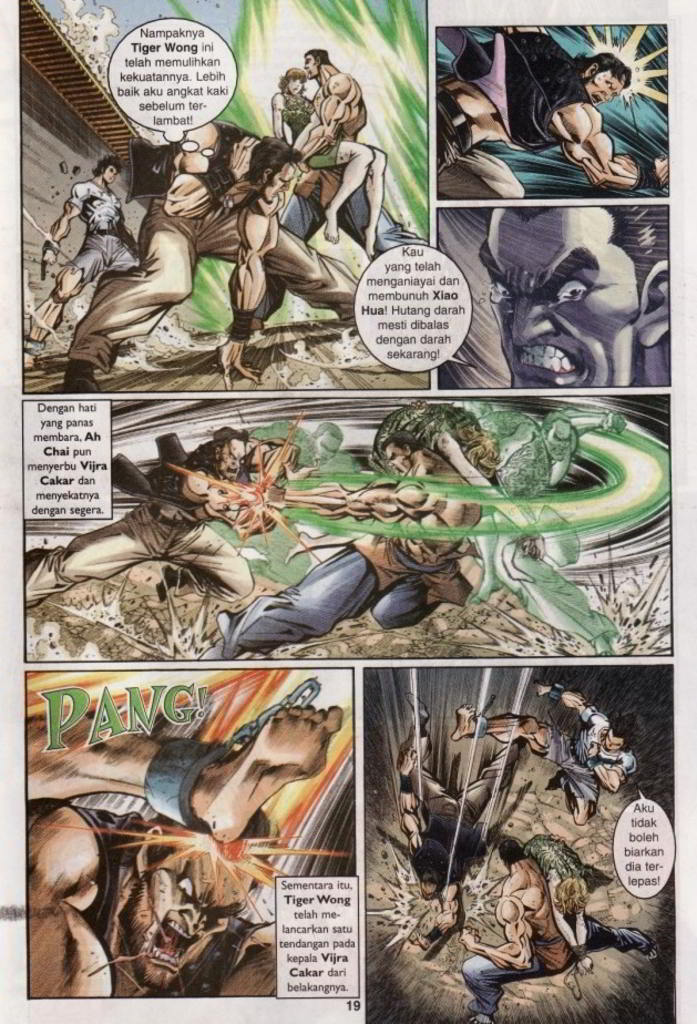 Nampaknya
Tiger Wong ini
telah memulihkan
kekuatannya. Lebih
baik aku angkat kaki
sebelum ter-
lambat!
Kau
yang telah
menganiayai dan
membunuh Xiao
Hua! Hutang darah
mesti dibalas
dengan darah
sekarang!
Dengan hati
yang panas
membara, Ah
Chai pun
menyerbu Vijra
Cakar dan
menyekatnya
dengan segera.
PANG!
Sementara itu,
Tiger Wong
telah me-
lancarkan satu
tendangan pada
kepala Vijra
Cakar dari
belakangnya.
Aku
tidak
boleh
biarkan
dia ter-
lepas!
19